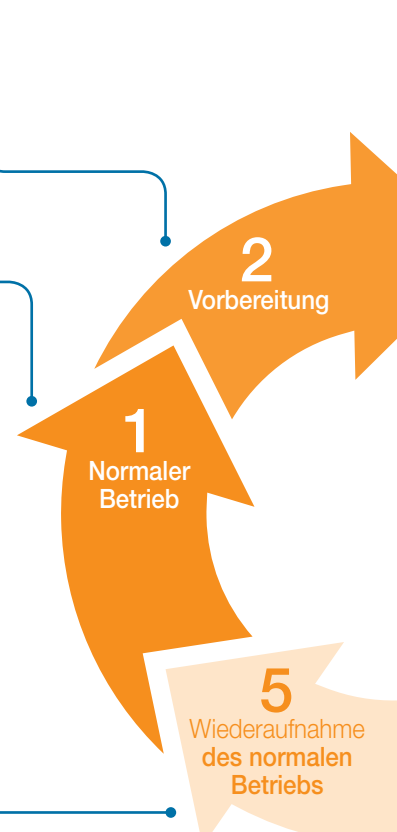 2
Vorbereitung
1
Normaler
Betrieb
5
Wiederaufnahme
des normalen
Betriebs